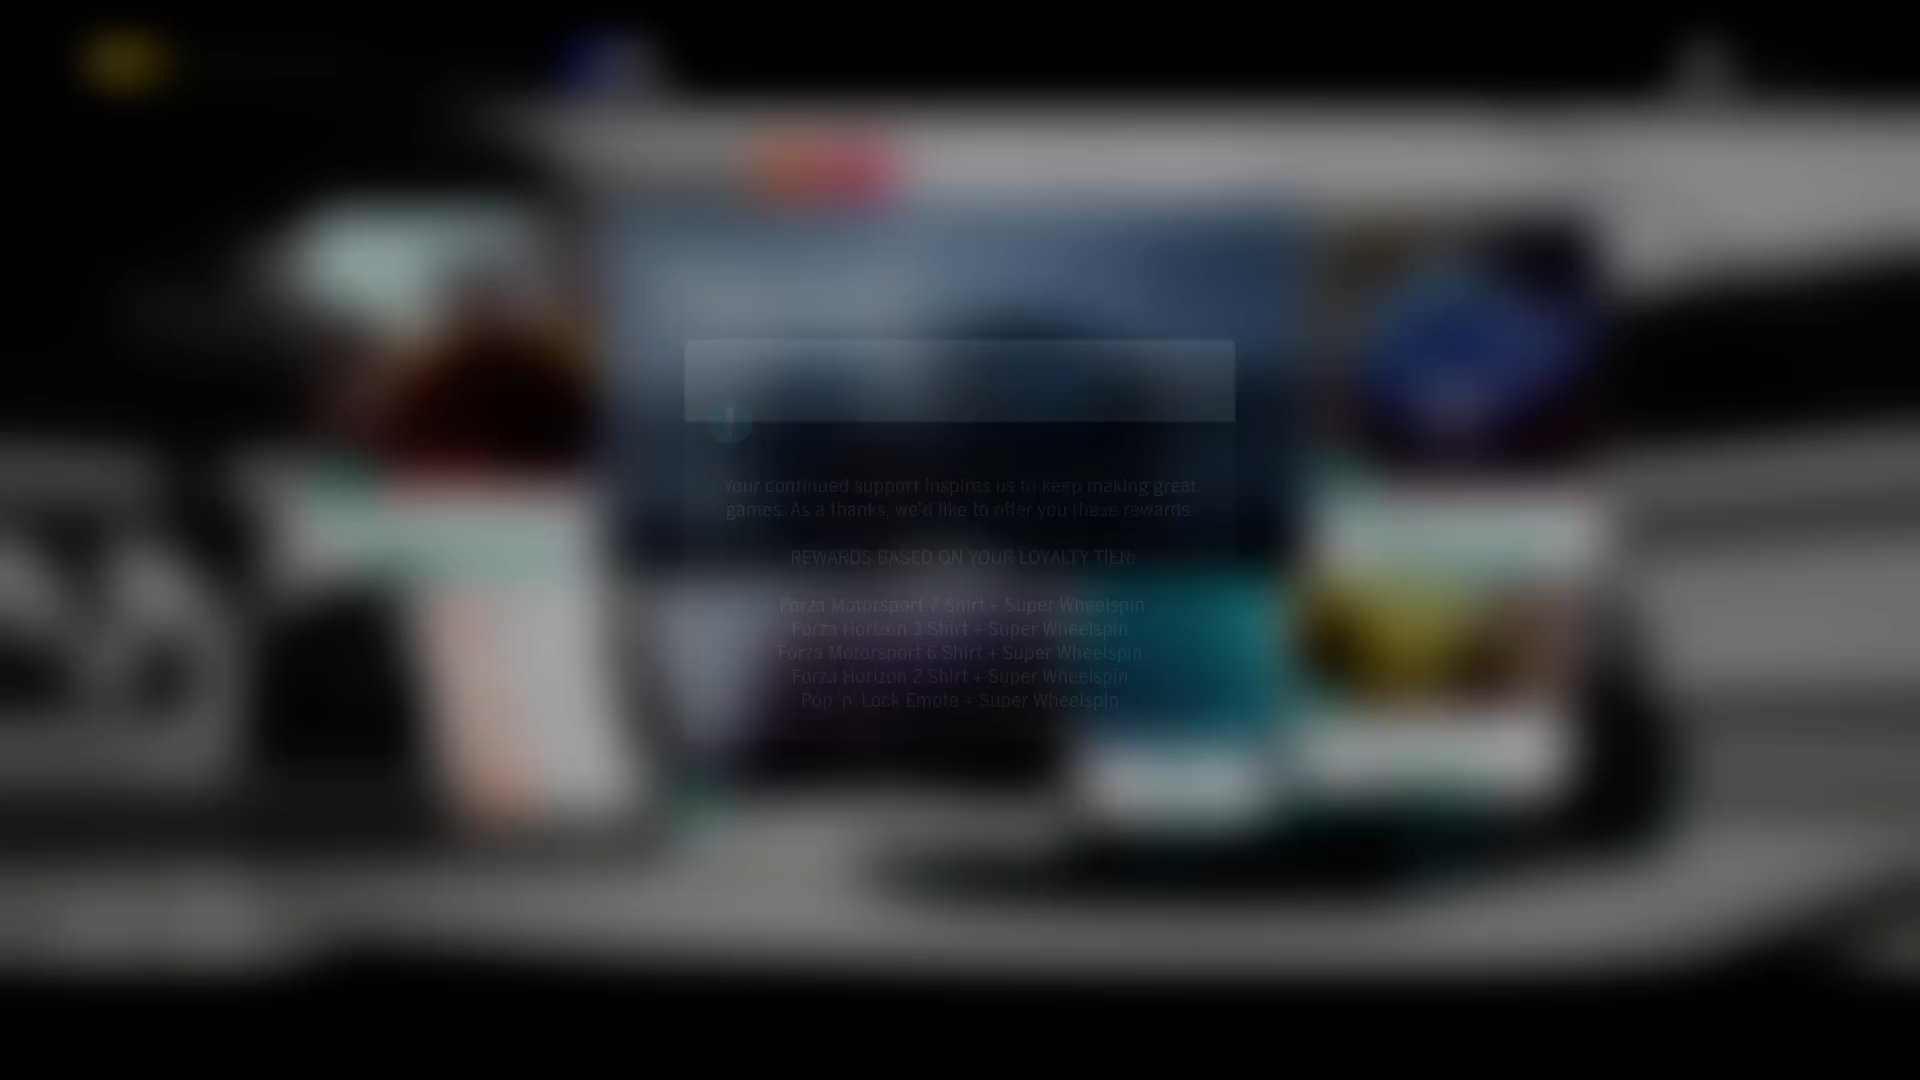 Your continued support inspires us to keep making great
games. As a thanks, we'd like to offer you these rewards.
REWARDS BASED ON YOUR LOYALTY TIER:
Forza Motorsport 7 Shirt + Super Wheelspin
Forza Horizon 3 Shirt + Super Wheelspin
Forza Motorsport 6 Shirt + Super Wheelspin
Forza Horizon 2 Shirt + Super Wheelspin
Pop 'n' Lock Emote + Super Wheelspin